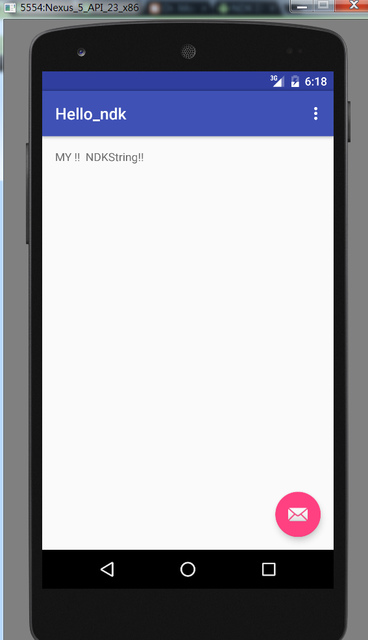 5554:Nexus_5_API_23_x86
3G
6:18
Hello_ndk
MY !! NDKString!!